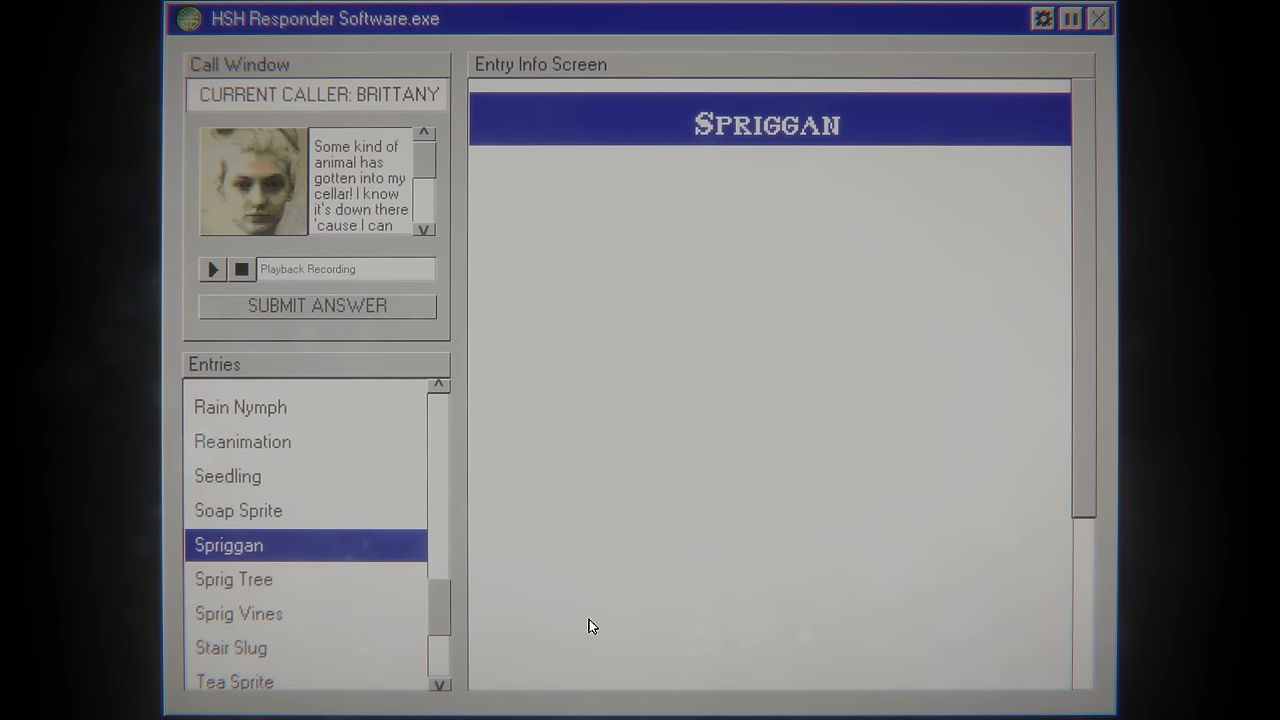 HSH Responder Software.exe
Call Window
CURRENT CALLER: BRITTANY
Some kind of
animal has
gotten into my
cellar! I know
it's down there
'cause I can
Playback Recording
SUBMIT ANSWER
Entries
Rain Nymph
Reanimation
Seedling
Soap Sprite
Spriggan
Sprig Tree
Sprig Vines
Stair Slug
Tea Sprite
Entry Info Screen
SPRIGGAN